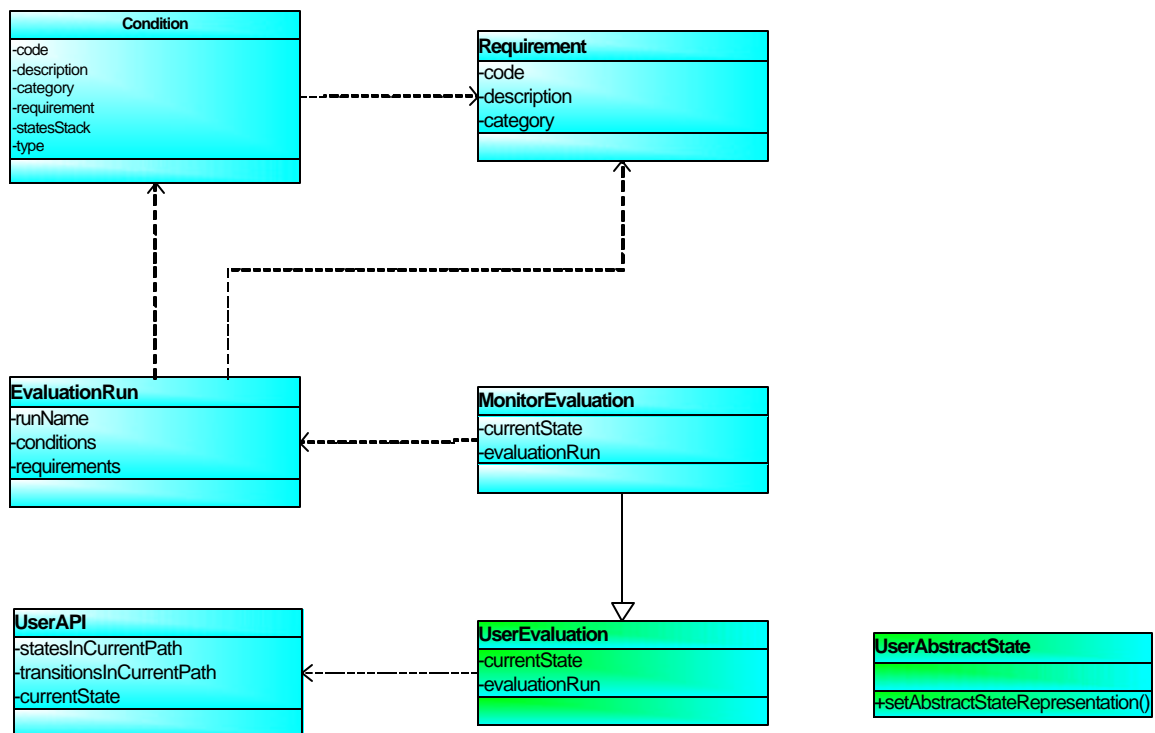 Condition
-code
-description
-category
-requirement
-statesStack
-type
Requirement
-code
-description
-category
EvaluationRun
-runName
-conditions
-requirements
MonitorEvaluation
-currentState
-evaluationRun
UserAPI
-statesInCurrentPath
-transitionsInCurrentPath
-currentState
UserEvaluation
-currentState
-evaluationRun
UserAbstractState
+setAbstractStateRepresentation()